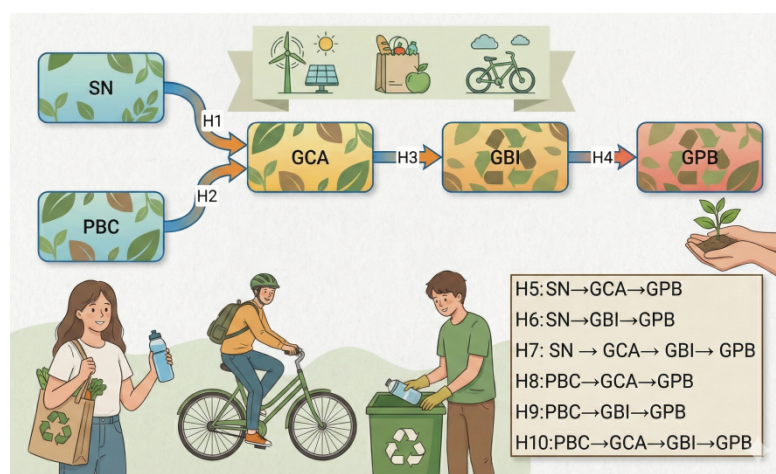 SN
H1
GCA
H3
GBI
H4
GPB
H2
PBC
H5:SN→GCA→GPB
H6:SN→GBI→GPB
H7: SN → GCA→ GBI→ GPB
H8:PBC→GCA→GPB
H9:PBC→GBI→GPB
H10:PBC→GCA→GBI→GPB